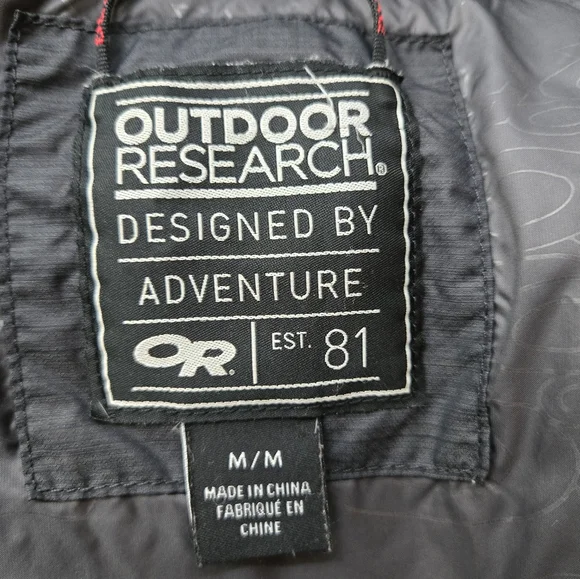 OUTDOOR
RESEARCH®
DESIGNED BY
ADVENTURE
OR® EST. 81
M/M
MADE IN CHINA
FABRIQUÉ EN
CHINE